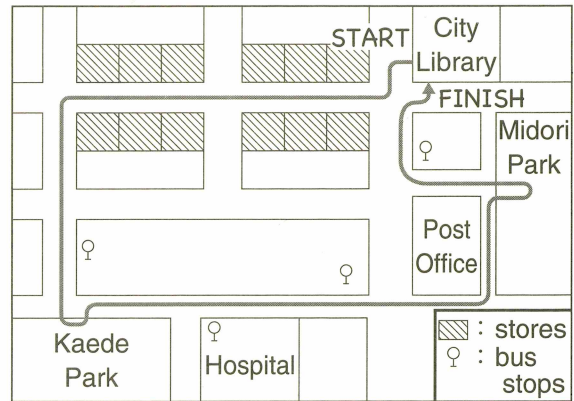 START
City
Library
FINISH
Midori
Park
Post
Office
Kaede
Park
Hospital
: stores
: bus
stops